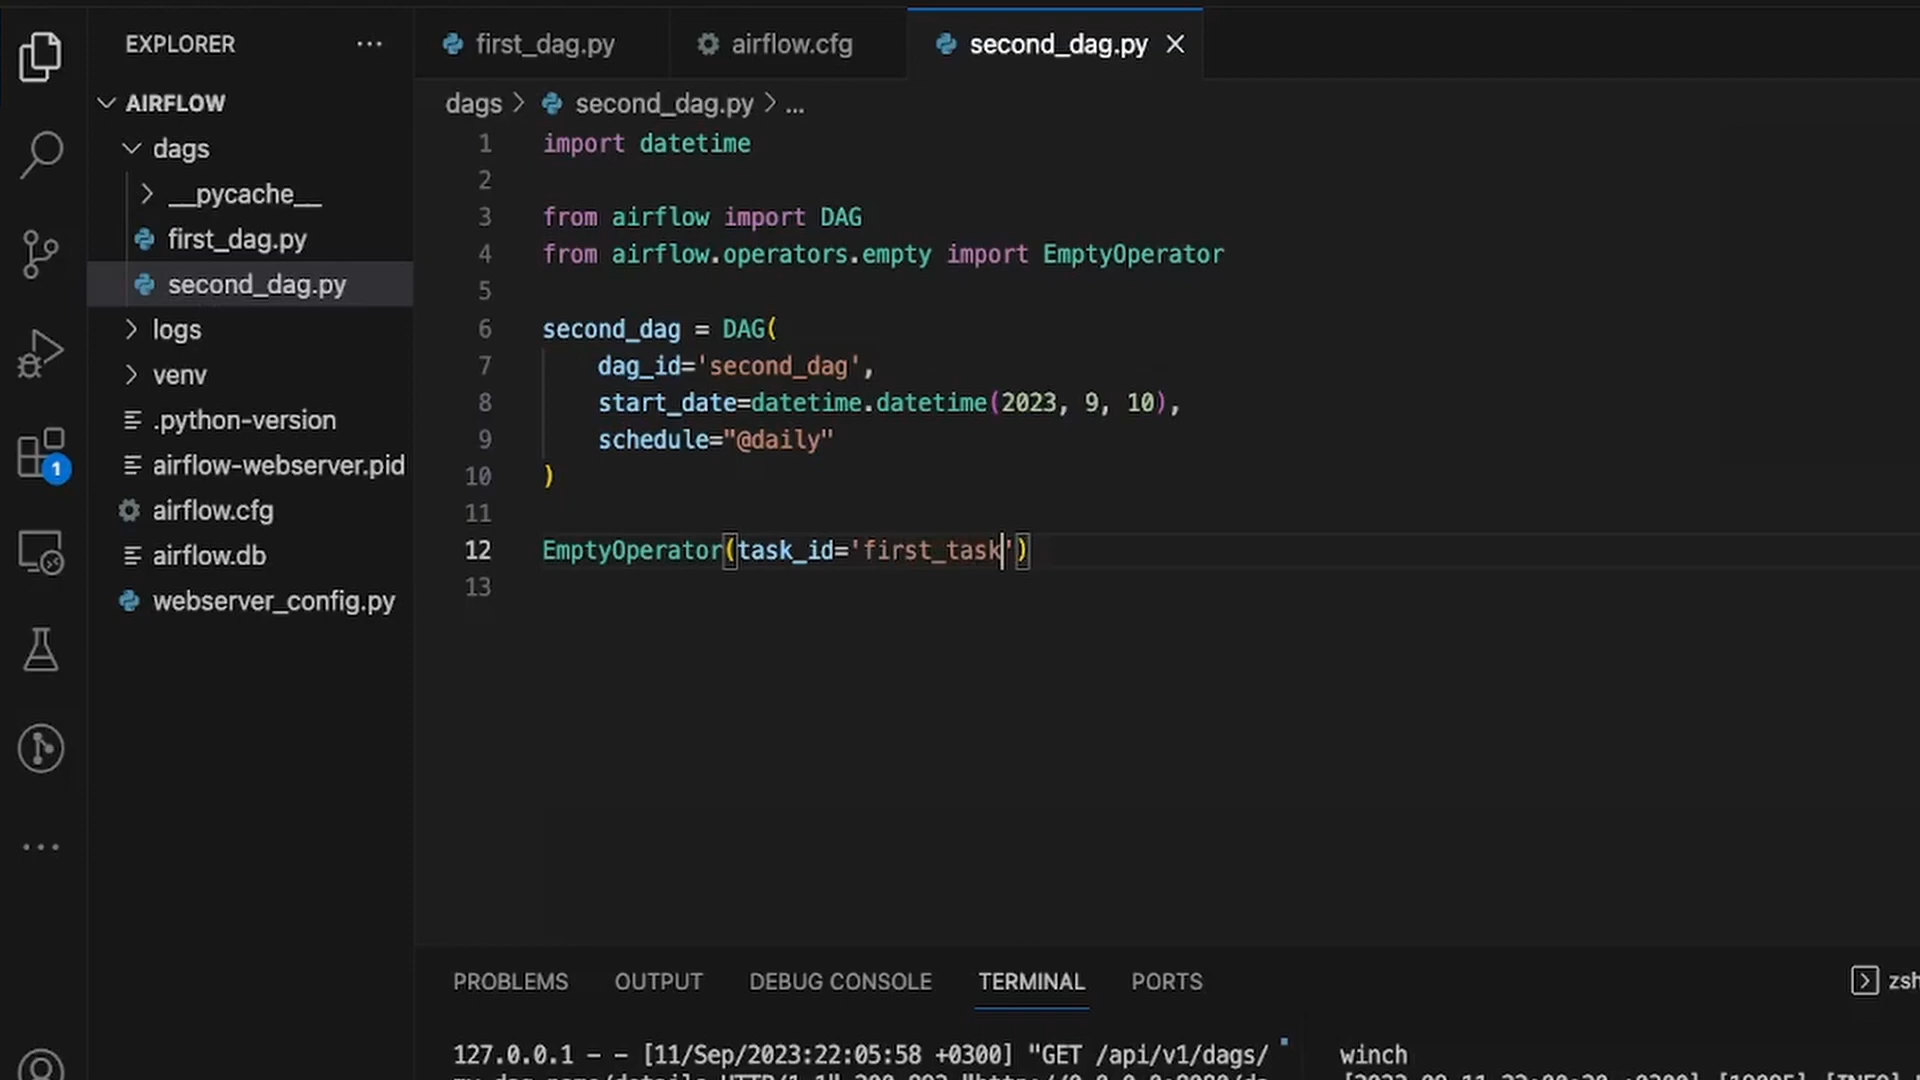 EXPLORER
AIRFLOW
dags
__pycache__
first_dag.py
second_dag.py
logs
venv
.python-version
airflow-webserver.pid
airflow.cfg
airflow.db
webserver_config.py
1
first_dag.py airflow.cfg second_dag.py
dags > second_dag.py > ...
1 import datetime
2
3 from airflow import DAG
4 from airflow.operators.empty import EmptyOperator
5
6 second_dag = DAG(
7 dag_id='second_dag',
8 start_date=datetime.datetime(2023, 9, 10),
9 schedule="@daily"
10 )
11
12 EmptyOperator(task_id='first_task')
13
PROBLEMS OUTPUT DEBUG CONSOLE TERMINAL PORTS zsh
127.0.0.1 - - [11/Sep/2023:22:05:58 +0300] "GET /api/v1/dags/
winch